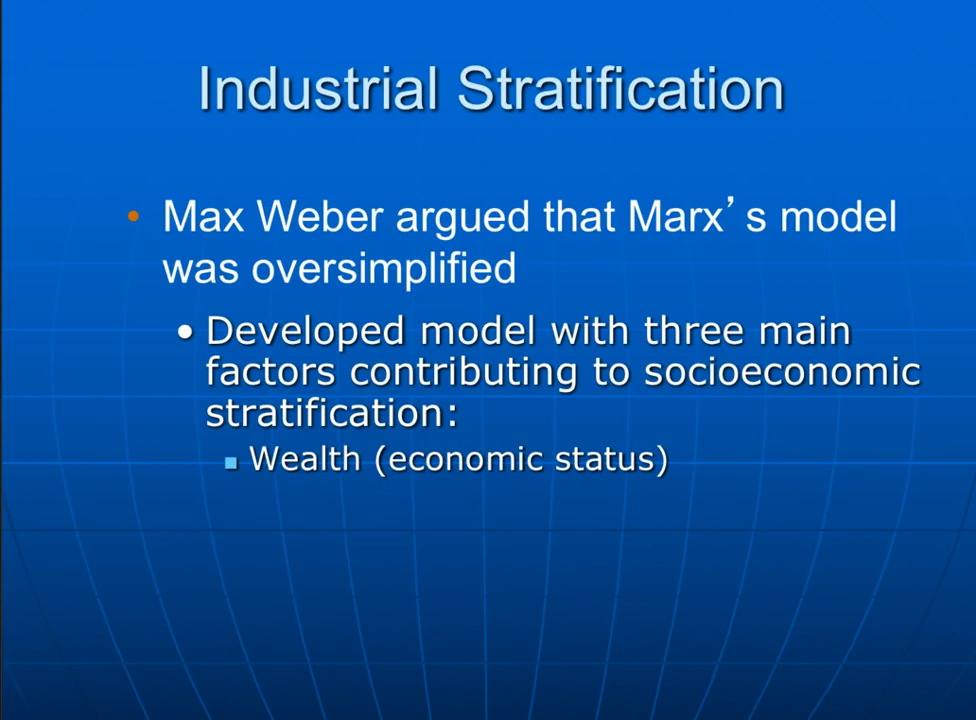 Industrial Stratification
• Max Weber argued that Marx’s model
was oversimplified
• Developed model with three main
factors contributing to socioeconomic
stratification:
▪ Wealth (economic status)